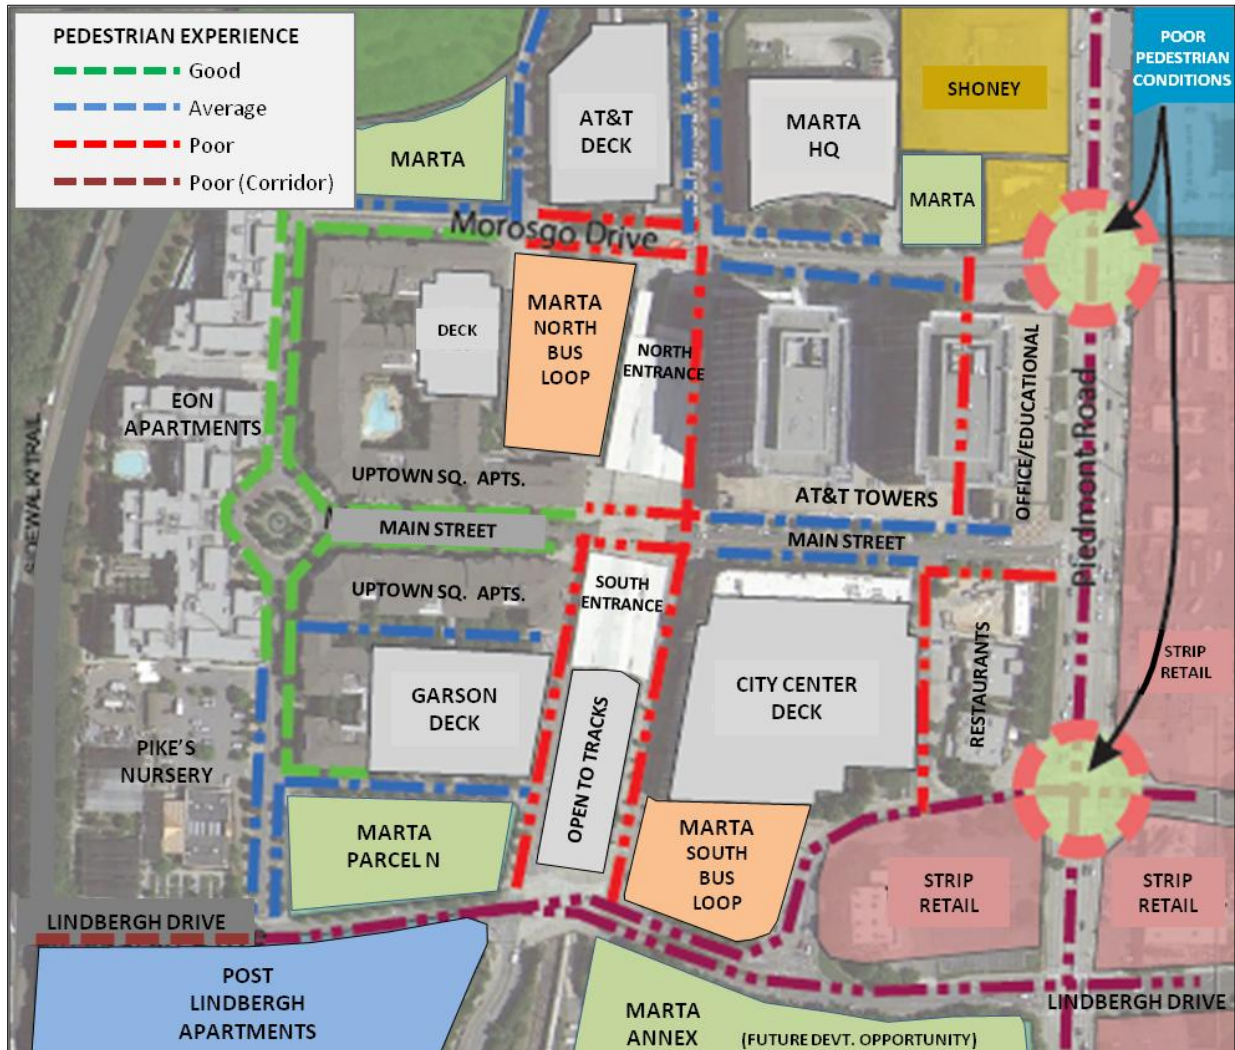 PEDESTRIAN EXPERIENCE
Good
Average
Poor
Poor (Corridor)
POOR
PEDESTRIAN
CONDITIONS
SHONEY
AT&T
DECK
MARTA
HQ
MARTA
MARTA
Morosgo Drive
MARTA
NORTH
BUS
LOOP
DECK
NORTH
ENTRANCE
EON
APARTMENTS
OFFICE/EDUCATIONAL
Piedmont Road
UPTOWN SQ. APTS.
AT&T TOWERS
MAIN STREET
MAIN STREET
SIDEWALK/TRAIL
UPTOWN SQ. APTS.
SOUTH
ENTRANCE
RESTAURANTS
STRIP
RETAIL
GARSON
DECK
CITY CENTER
DECK
PIKE'S
NURSERY
OPEN TO TRACKS
MARTA
PARCEL N
MARTA
SOUTH
BUS
LOOP
STRIP
RETAIL
STRIP
RETAIL
LINDBERGH DRIVE
POST
LINDBERGH
APARTMENTS
LINDBERGH DRIVE
MARTA
ANNEX
(FUTURE DEVT. OPPORTUNITY)